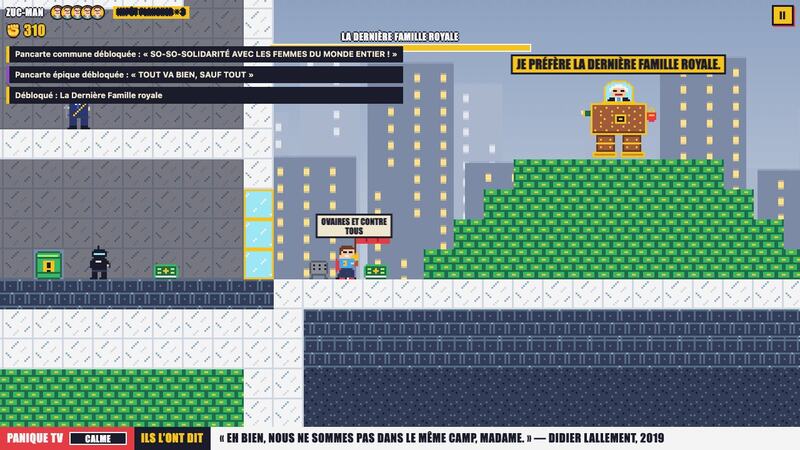 ZUC-MAN
310
Pancarte commune débloquée : « SO-SO-SOLIDARITÉ AVEC LES FEMMES DU MONDE ENTIER ! »
Pancarte épique débloquée : « TOUT VA BIEN, SAUF TOUT »
Débloqué : La Dernière Famille royale
LA DERNIÈRE FAMILLE ROYALE
JE PRÉFÈRE LA DERNIÈRE FAMILLE ROYALE.
OVAIRES ET CONTRE
TOUS
PANIQUE TV
CALME
ILS L'ONT DIT
« EH BIEN, NOUS NE SOMMES PAS DANS LE MÊME CAMP, MADAME. » — DIDIER LALLEMENT, 2019